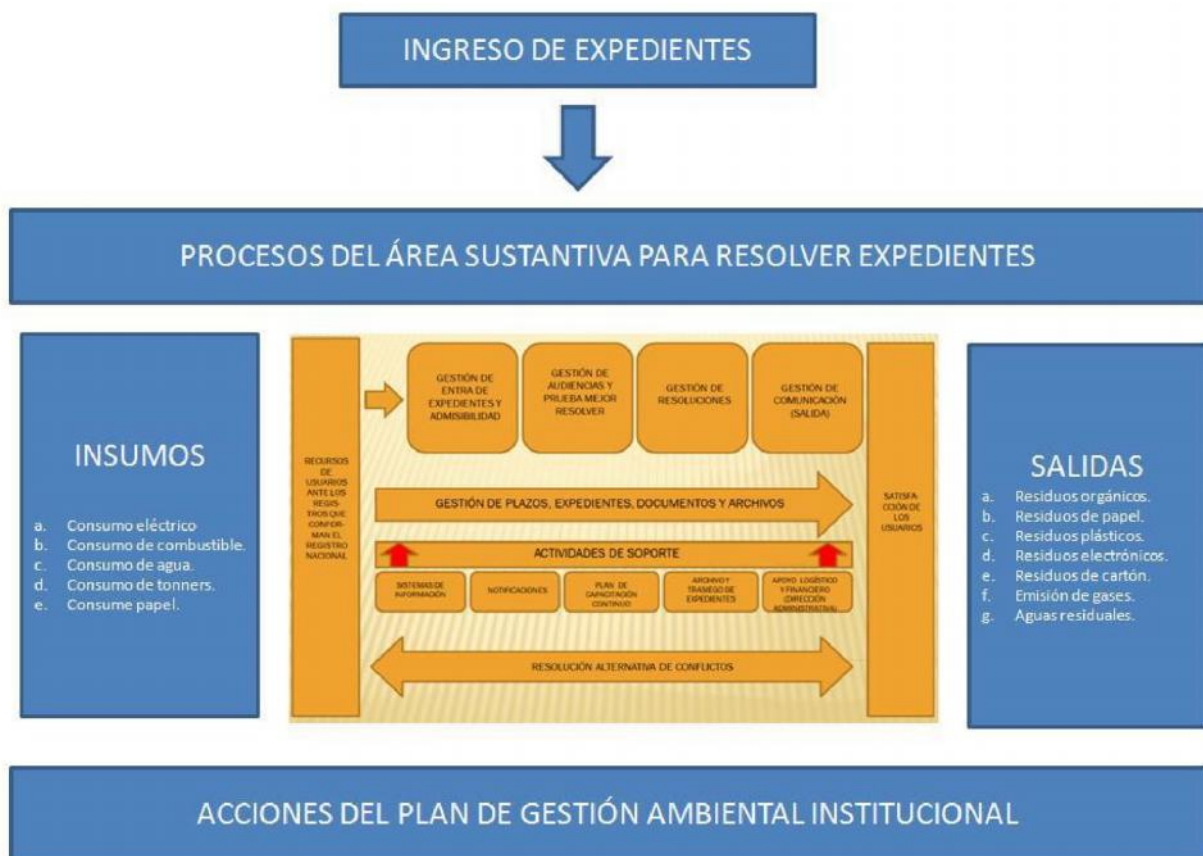 INGRESO DE EXPEDIENTES
PROCESOS DEL ÁREA SUSTANTIVA PARA RESOLVER EXPEDIENTES
INSUMOS
a. Consumo eléctrico
b. Consumo de combustible.
c. Consumo de agua.
d. Consumo de tonners.
e. Consume papel.
RECURSOS
DE
USUARIOS
ANTE LOS
REGIS-
TROS QUE
CONFOR-
MAN EL
REGISTRO
NACIONAL
GESTIÓN DE
ENTRA DE
EXPEDIENTES Y
ADMISIBILIDAD
GESTIÓN DE
AUDIENCIAS Y
PRUEBA MEJOR
RESOLVER
GESTIÓN DE
RESOLUCIONES
GESTIÓN DE
COMUNICACIÓN
(SALIDA)
GESTIÓN DE PLAZOS, EXPEDIENTES, DOCUMENTOS Y ARCHIVOS
ACTIVIDADES DE SOPORTE
SISTEMAS DE
INFORMACIÓN
NOTIFICACIONES
PLAN DE
CAPACITACIÓN
CONTINUO
ARCHIVO Y
TRASIEGO DE
EXPEDIENTES
APOYO LOGÍSTICO
Y FINANCIERO
(DIRECCIÓN
ADMINISTRATIVA)
RESOLUCIÓN ALTERNATIVA DE CONFLICTOS
SATISFA-
CCIÓN DE
LOS
USUARIOS
SALIDAS
a. Residuos orgánicos.
b. Residuos de papel.
c. Residuos plásticos.
d. Residuos electrónicos.
e. Residuos de cartón.
f. Emisión de gases.
g. Aguas residuales.
ACCIONES DEL PLAN DE GESTIÓN AMBIENTAL INSTITUCIONAL